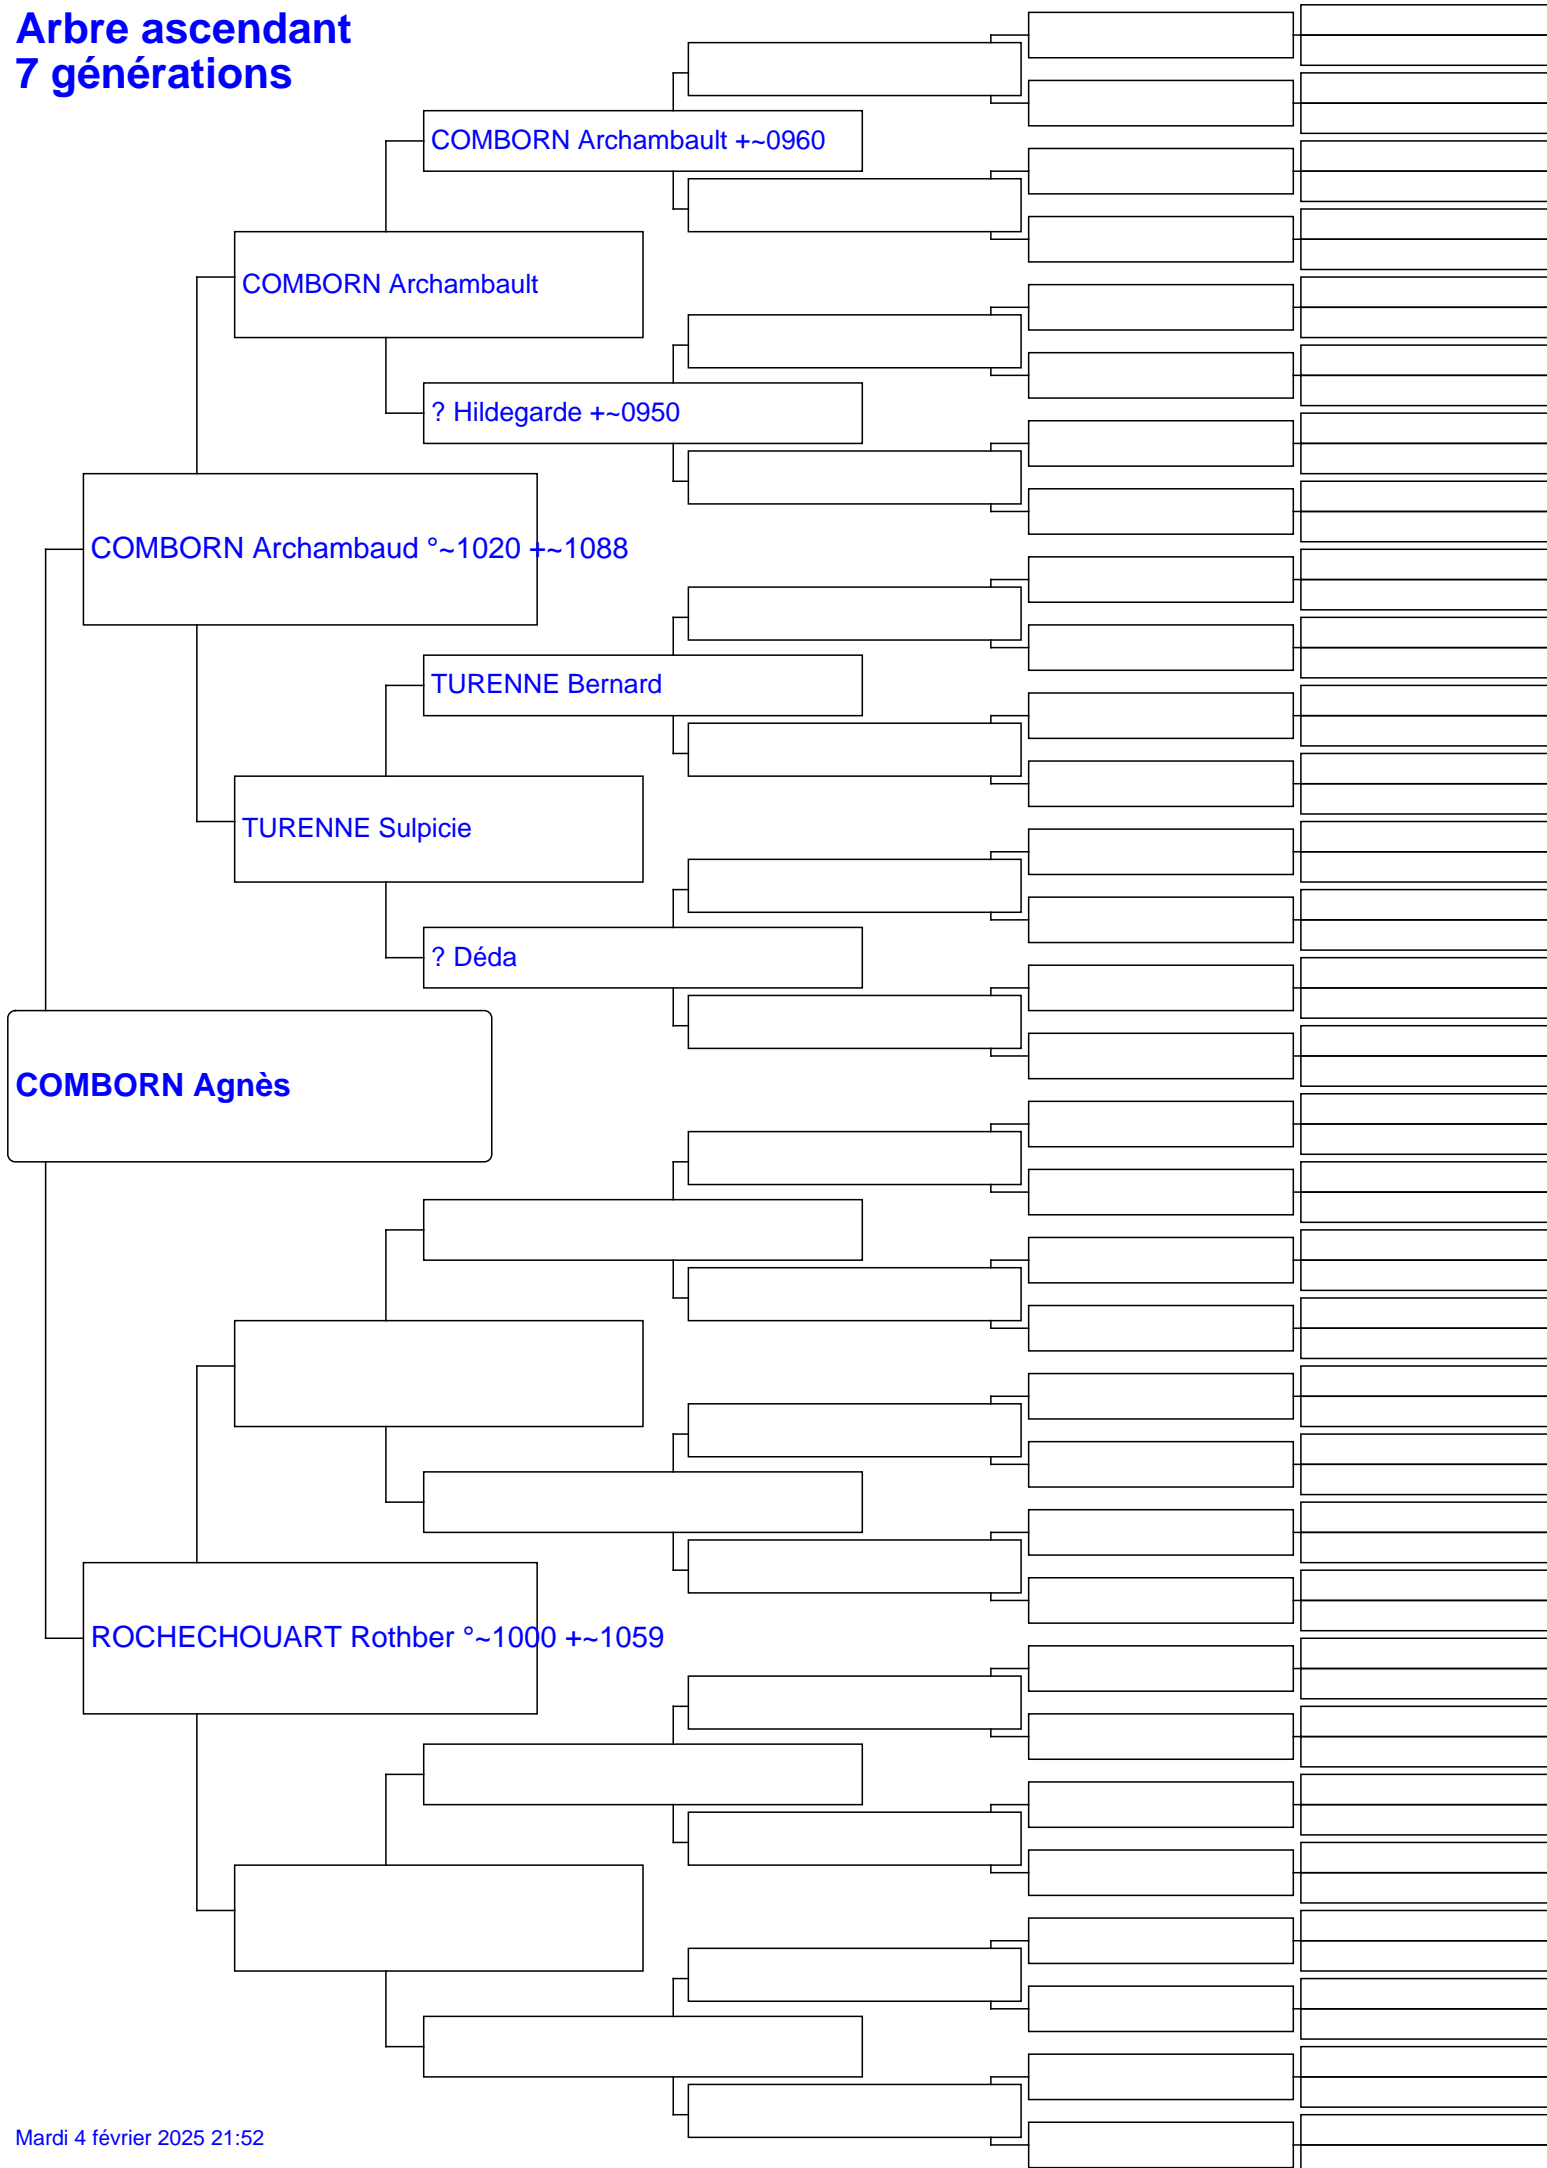 Arbre ascendant
7 générations
COMBORN Archambault +~0960
COMBORN Archambault
? Hildegarde +~0950
COMBORN Archambaud °~1020 +~1088
TURENNE Bernard
TURENNE Sulpicie
? Déda
COMBORN Agnès
ROCHECHOUART Rothber °~1000 +~1059
Mardi 4 février 2025 21:52